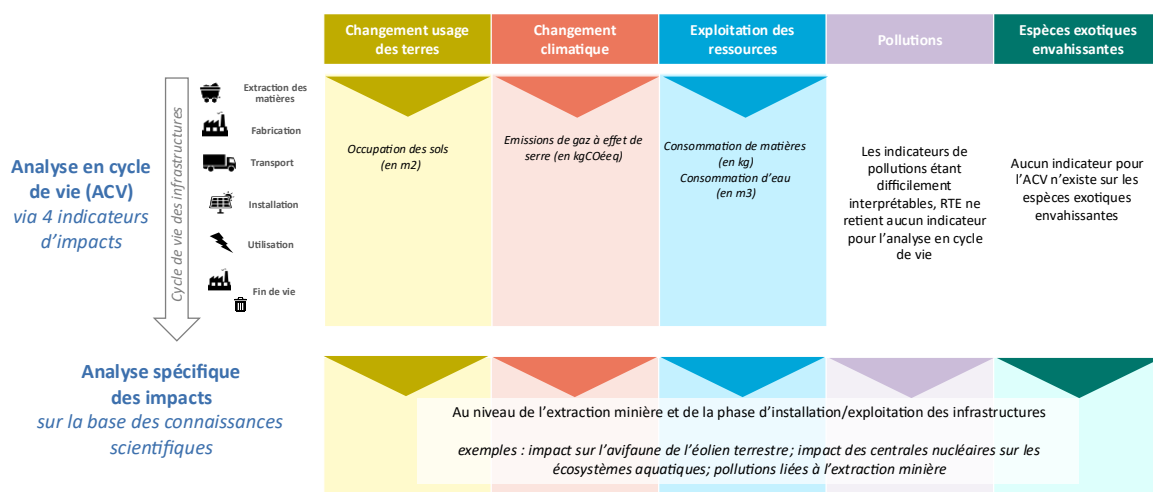 Changement usage
des terres
Changement
climatique
Exploitation des
ressources
Pollutions
Espèces exotiques
envahissantes
Analyse en cycle
de vie (ACV)
via 4 indicateurs
d'impacts
Cycle de vie des infrastructures
Extraction des
matières
Fabrication
Transport
Installation
Utilisation
Fin de vie
Occupation des sols
(en m2)
Emissions de gaz à effet de
serre (en kgCOéeq)
Consommation de matières
(en kg)
Consommation d'eau
(en m3)
Les indicateurs de
pollutions étant
difficilement
interprétables, RTE ne
retient aucun indicateur
pour l'analyse en cycle
de vie
Aucun indicateur pour
l'ACV n'existe sur les
espèces exotiques
envahissantes
Analyse spécifique
des impacts
sur la base des connaissances
scientifiques
Au niveau de l'extraction minière et de la phase d'installation/exploitation des infrastructures
exemples : impact sur l'avifaune de l'éolien terrestre; impact des centrales nucléaires sur les
écosystèmes aquatiques; pollutions liées à l'extraction minière